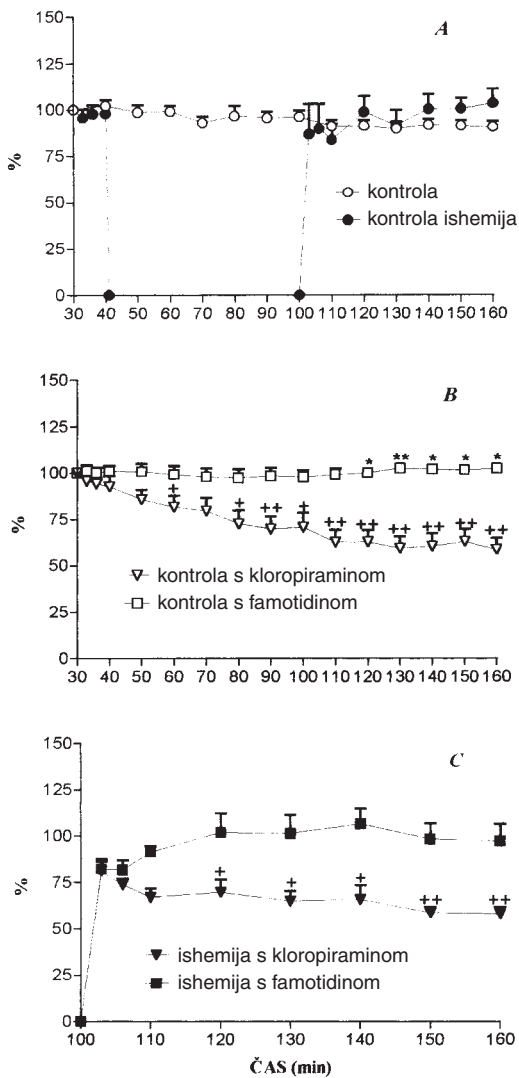 A
150
125
100
75
50
25
0
%
kontrola
kontrola ishemija
30 40 50 60 70 80 90 100 110 120 130 140 150 160
B
150
100
75
50
25
0
%
+ + ++ + ++ ++ ++ ++ ++ ++
* ** * * *
kontrola s kloropiraminom
kontrola s famotidinom
30 40 50 60 70 80 90 100 110 120 130 140 150 160
C
150
125
100
75
50
25
0
%
+ + + ++ ++
ishemija s kloropiraminom
ishemija s famotidinom
100 110 120 130 140 150 160
ČAS (min)